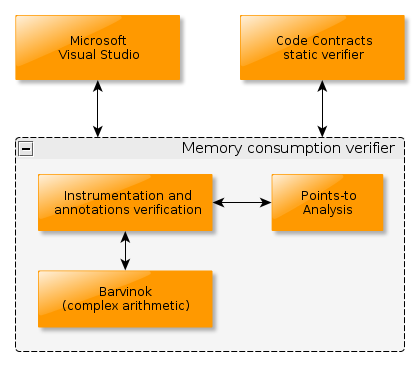 Microsoft
Visual Studio
Code Contracts
static verifier
Memory consumption verifier
Instrumentation and
annotations verification
Points-to
Analysis
Barvinok
(complex arithmetic)